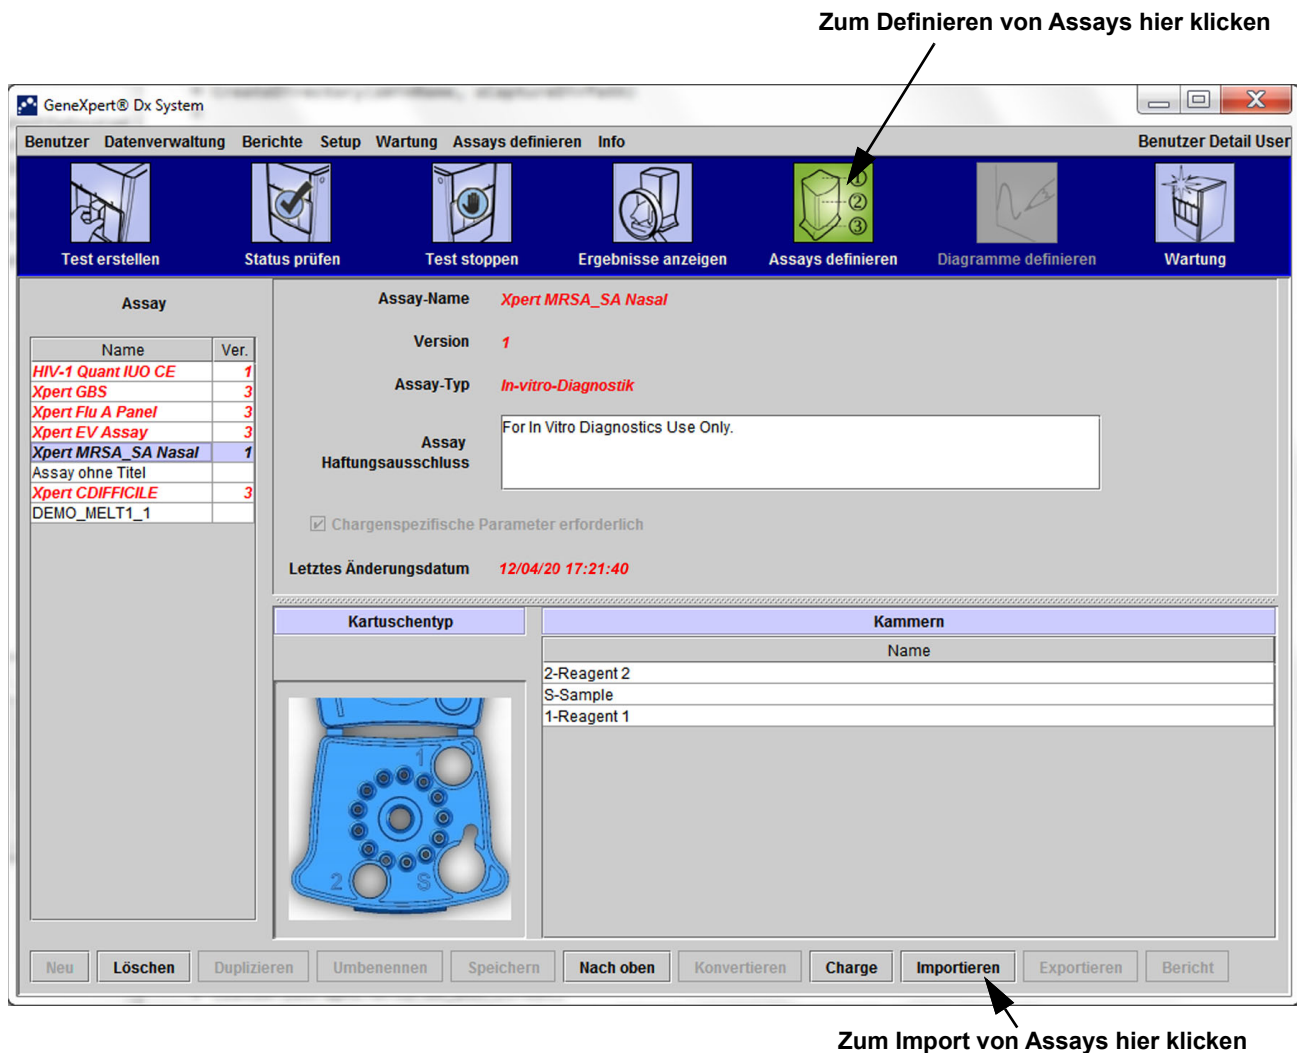 Zum Definieren von Assays hier klicken
GeneXpert® Dx System
Benutzer Datenverwaltung Berichte Setup Wartung Assays definieren Info Benutzer Detail User
Test erstellen Status prüfen Test stoppen Ergebnisse anzeigen Assays definieren Diagramme definieren Wartung
1
2
3
Assay
Name Ver.
HIV-1 Quant IUO CE 1
Xpert GBS 3
Xpert Flu A Panel 3
Xpert EV Assay 3
Xpert MRSA_SA Nasal 1
Assay ohne Titel
Xpert CDIFFICILE 3
DEMO_MELT1_1
Assay-Name Xpert MRSA_SA Nasal
Version 1
Assay-Typ In-vitro-Diagnostik
Assay
Haftungsausschluss
For In Vitro Diagnostics Use Only.
Chargenspezifische Parameter erforderlich
Letztes Änderungsdatum 12/04/20 17:21:40
Kartuschentyp
1
2 S
Kammern
Name
2-Reagent 2
S-Sample
1-Reagent 1
Neu Löschen Duplizieren Umbenennen Speichern Nach oben Konvertieren Charge Importieren Exportieren Bericht
Zum Import von Assays hier klicken